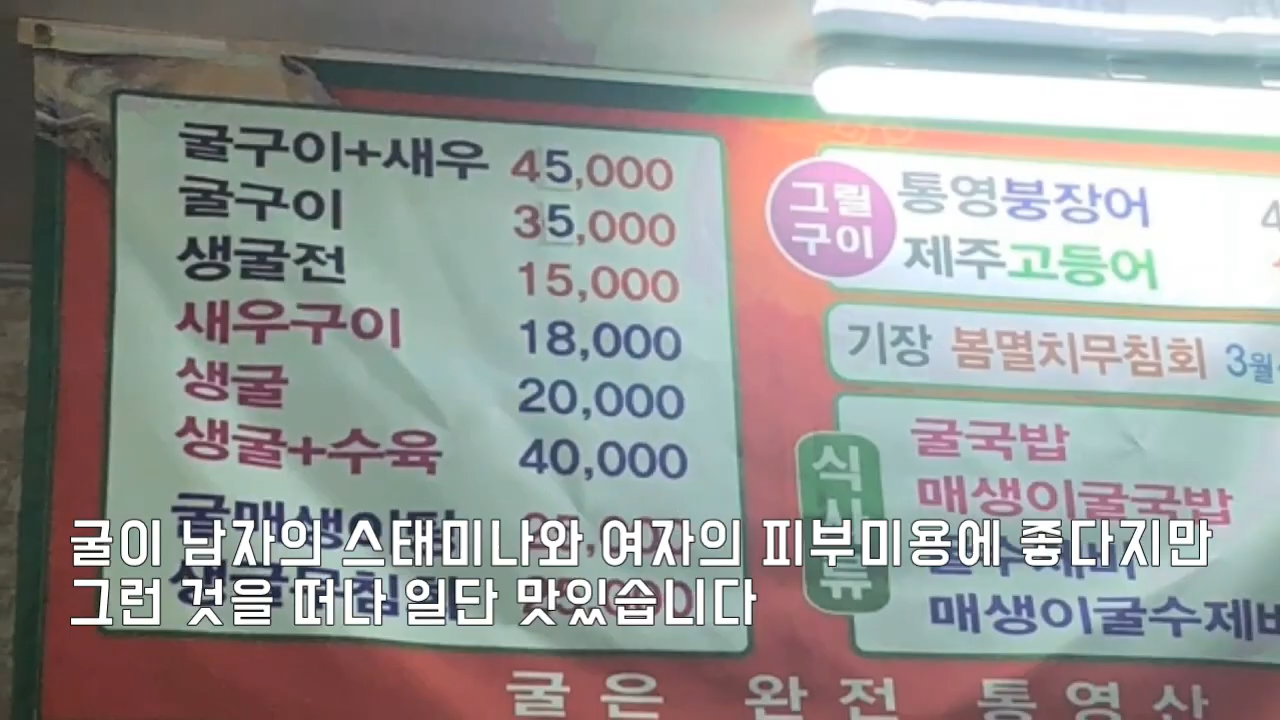 굴구이+새우 45,000
굴구이 35,000
생굴전 15,000
새우구이 18,000
생굴 20,000
생굴+수육 40,000
그릴
구이
통영붕장어
제주고등어
기장 봄멸치무침회 3월
식사류
굴국밥
매생이굴국밥
매생이굴수제비
굴이 남자의 스태미나와 여자의 피부미용에 좋다지만
그런 것을 떠나 일단 맛있습니다
굴은 완전 통영산